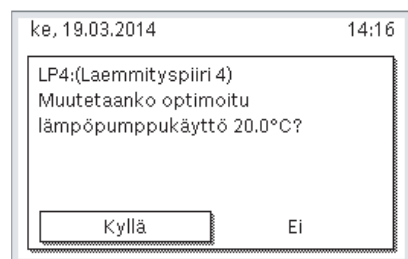 ke, 19.03.2014 14:16
LP4:(Laemmityspiiri 4)
Muutetaanko optimoitu
lämpöpumppukäyttö 20.0°C?
Kyllä Ei